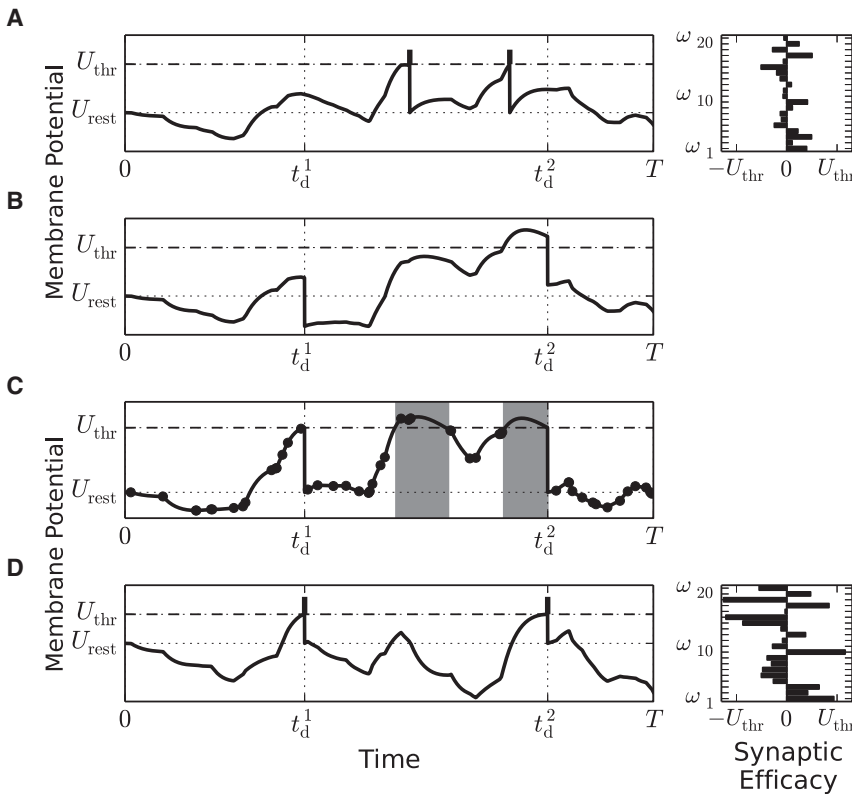 A
Membrane Potential
U_thr
U_rest
0
t_d^1
t_d^2
T
ω 20
ω 10
ω 1
−U_thr
0
U_thr
B
U_thr
U_rest
0
t_d^1
t_d^2
T
C
Membrane Potential
U_thr
U_rest
0
t_d^1
t_d^2
T
D
U_thr
U_rest
0
t_d^1
t_d^2
T
Time
ω 20
ω 10
ω 1
−U_thr
0
U_thr
Synaptic
Efficacy